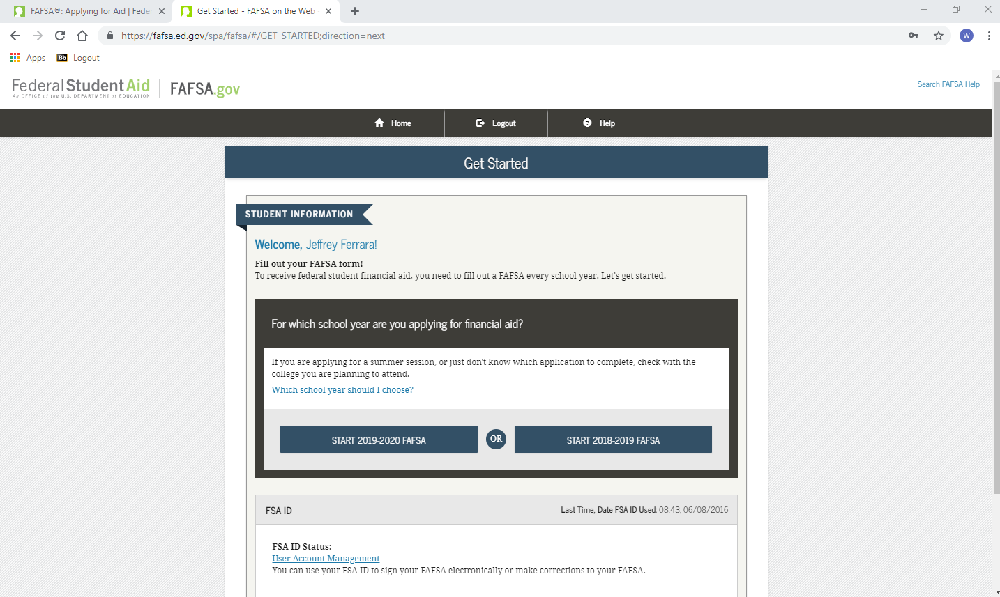 FAFSA®: Applying for Aid | Feder
Get Started - FAFSA on the Web -
https://fafsa.ed.gov/spa/fafsa/#/GET_STARTED;direction=next
W
Apps
Bb
Logout
Federal Student Aid
An OFFICE of the U.S. DEPARTMENT of EDUCATION
FAFSA.gov
Search FAFSA Help
Home
Logout
Help
Get Started
STUDENT INFORMATION
Welcome, Jeffrey Ferrara!
Fill out your FAFSA form!
To receive federal student financial aid, you need to fill out a FAFSA every school year. Let's get started.
For which school year are you applying for financial aid?
If you are applying for a summer session, or just don't know which application to complete, check with the
college you are planning to attend.
Which school year should I choose?
START 2019-2020 FAFSA
OR
START 2018-2019 FAFSA
FSA ID
Last Time, Date FSA ID Used: 08:43, 06/08/2016
FSA ID Status:
User Account Management
You can use your FSA ID to sign your FAFSA electronically or make corrections to your FAFSA.